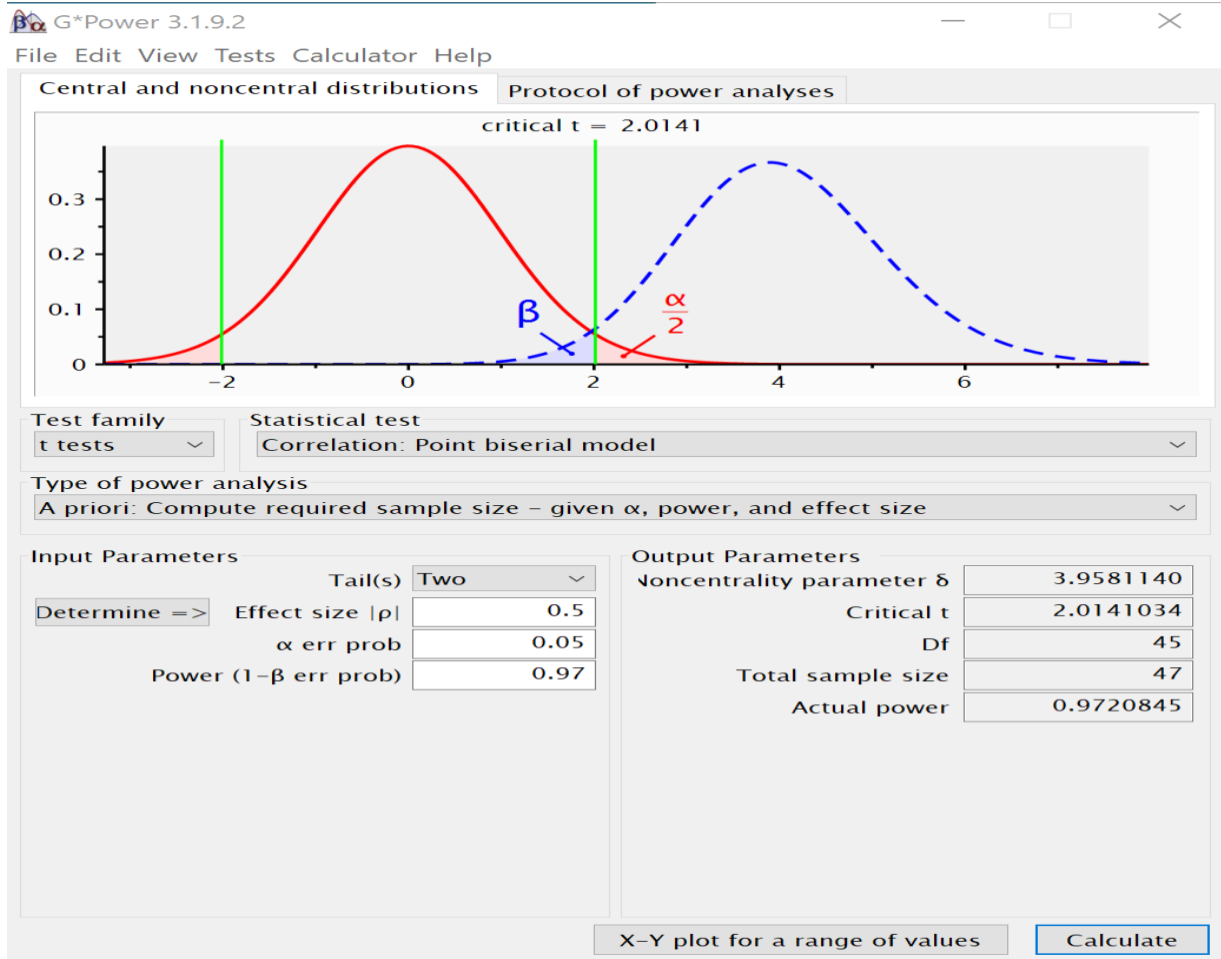 βα G*Power 3.1.9.2
File Edit View Tests Calculator Help
Central and noncentral distributions Protocol of power analyses
critical t = 2.0141
0.3
0.2
0.1
0
β
α
2
−2 0 2 4 6
Test family Statistical test
t tests Correlation: Point biserial model
Type of power analysis
A priori: Compute required sample size – given α, power, and effect size
Input Parameters Output Parameters
Tail(s) Two Noncentrality parameter δ 3.9581140
Determine => Effect size |ρ| 0.5 Critical t 2.0141034
α err prob 0.05 Df 45
Power (1−β err prob) 0.97 Total sample size 47
Actual power 0.9720845
X−Y plot for a range of values Calculate